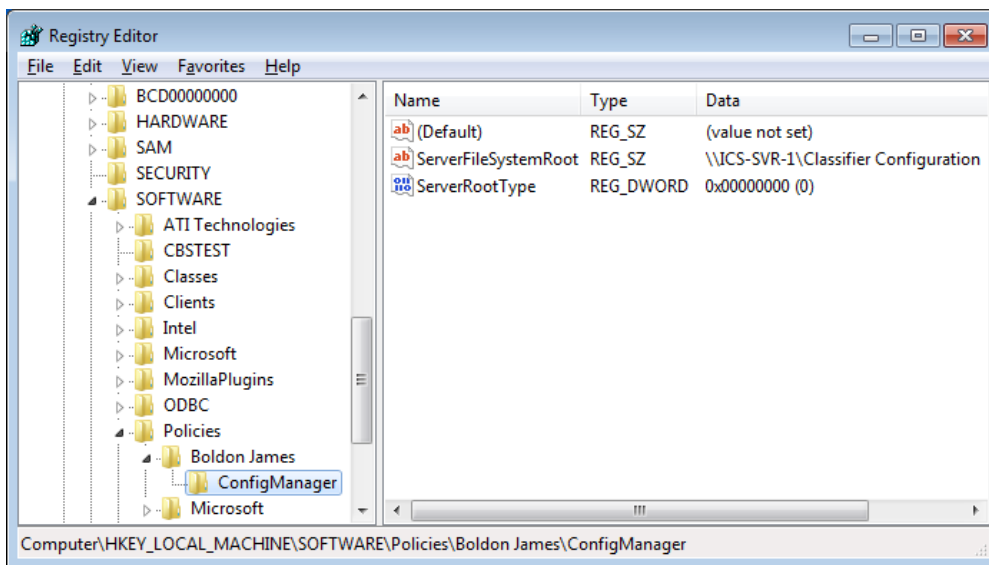 Registry Editor
File Edit View Favorites Help
BCD00000000
HARDWARE
SAM
SECURITY
SOFTWARE
ATI Technologies
CBSTEST
Classes
Clients
Intel
Microsoft
MozillaPlugins
ODBC
Policies
Boldon James
ConfigManager
Microsoft
Name Type Data
(Default) REG_SZ (value not set)
ServerFileSystemRoot REG_SZ \\ICS-SVR-1\Classifier Configuration
ServerRootType REG_DWORD 0x00000000 (0)
Computer\HKEY_LOCAL_MACHINE\SOFTWARE\Policies\Boldon James\ConfigManager